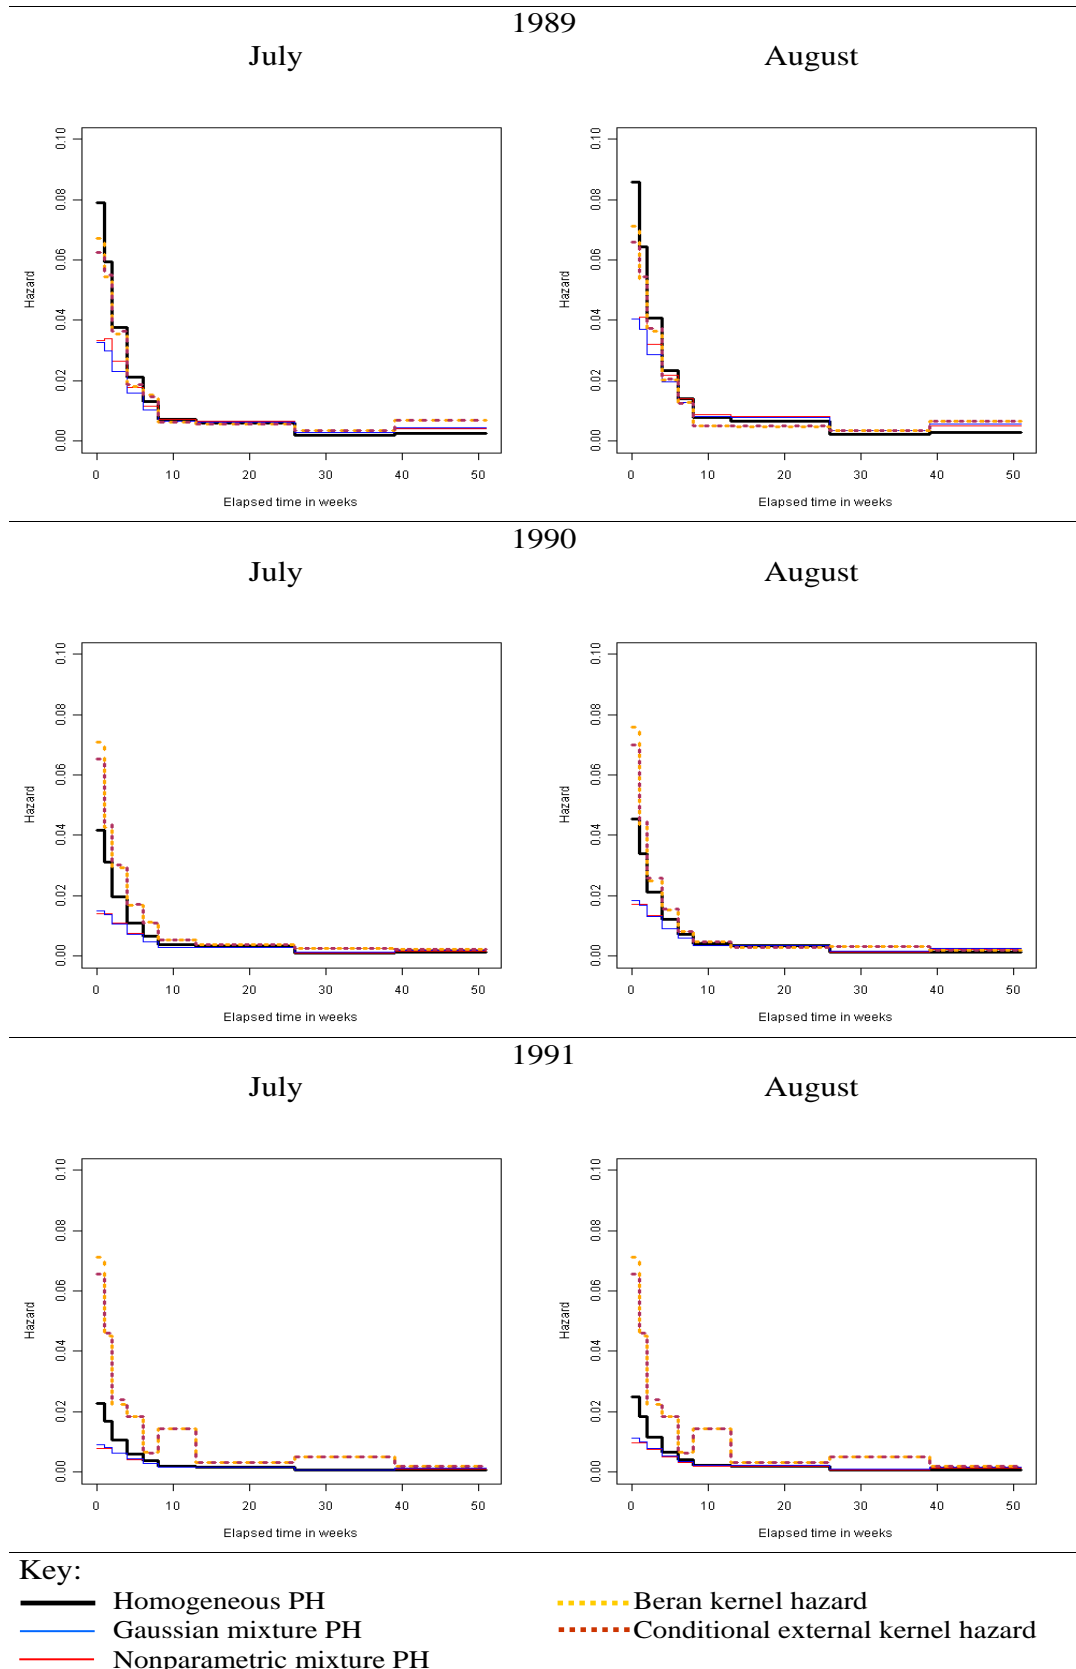 1989
July August
0.10 0.10
0.08 0.08
0.06 0.06
Hazard Hazard
0.04 0.04
0.02 0.02
0.00 0.00
0 10 20 30 40 50 0 10 20 30 40 50
Elapsed time in weeks Elapsed time in weeks
1990
July August
0.10 0.10
0.08 0.08
0.06 0.06
Hazard Hazard
0.04 0.04
0.02 0.02
0.00 0.00
0 10 20 30 40 50 0 10 20 30 40 50
Elapsed time in weeks Elapsed time in weeks
1991
July August
0.10 0.10
0.08 0.08
0.06 0.06
Hazard Hazard
0.04 0.04
0.02 0.02
0.00 0.00
0 10 20 30 40 50 0 10 20 30 40 50
Elapsed time in weeks Elapsed time in weeks
Key:
Homogeneous PH Beran kernel hazard
Gaussian mixture PH Conditional external kernel hazard
Nonparametric mixture PH